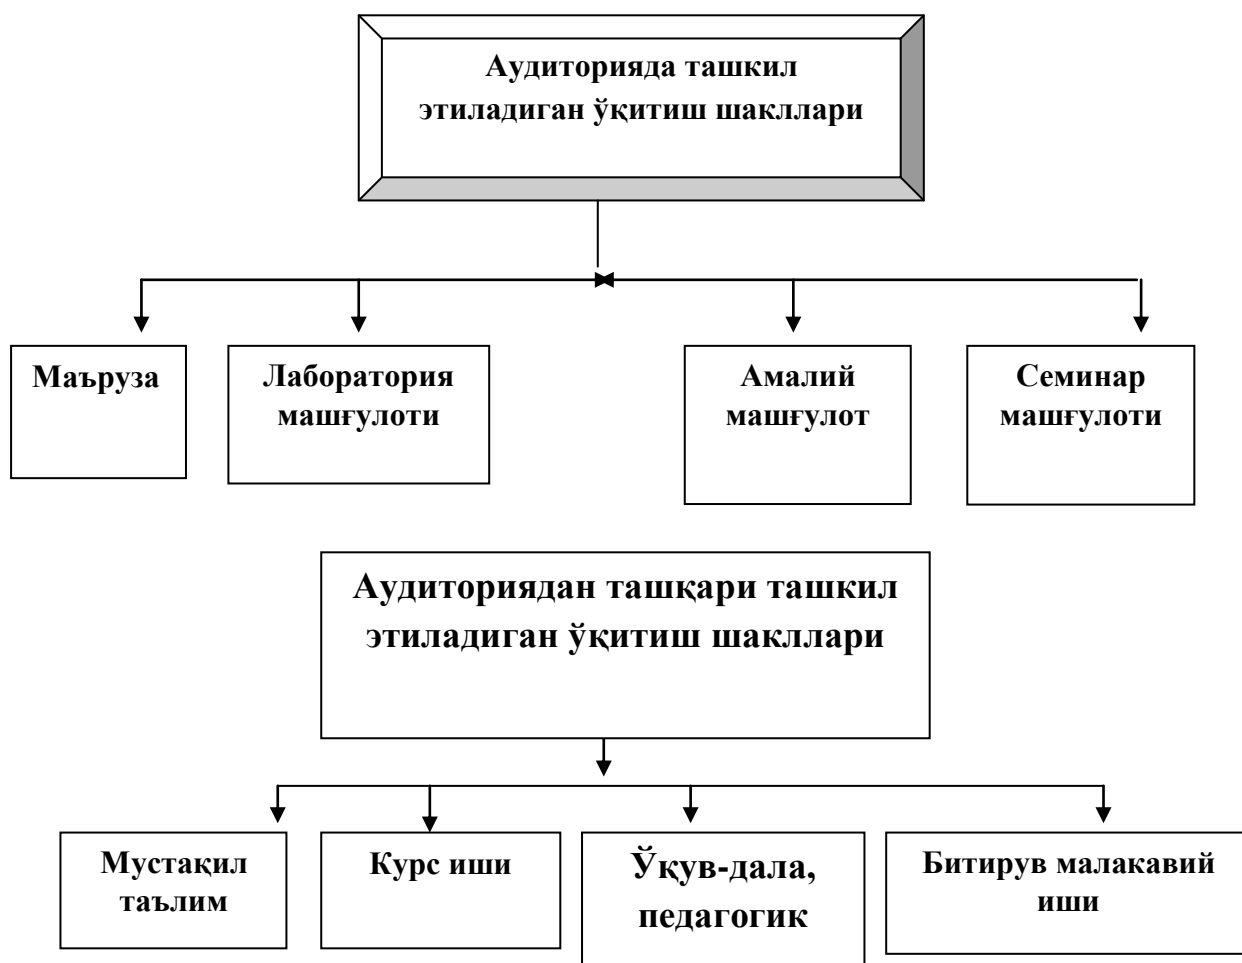 Аудиторияда ташкил
этиладиган ўқитиш шакллари
Маъруза
Лаборатория
машғулоти
Амалий
машғулот
Семинар
машғулоти
Аудиториядан ташқари ташкил
этиладиган ўқитиш шакллари
Мустақил
таълим
Курс иши
Ўқув-дала,
педагогик
Битирув малакавий
иши